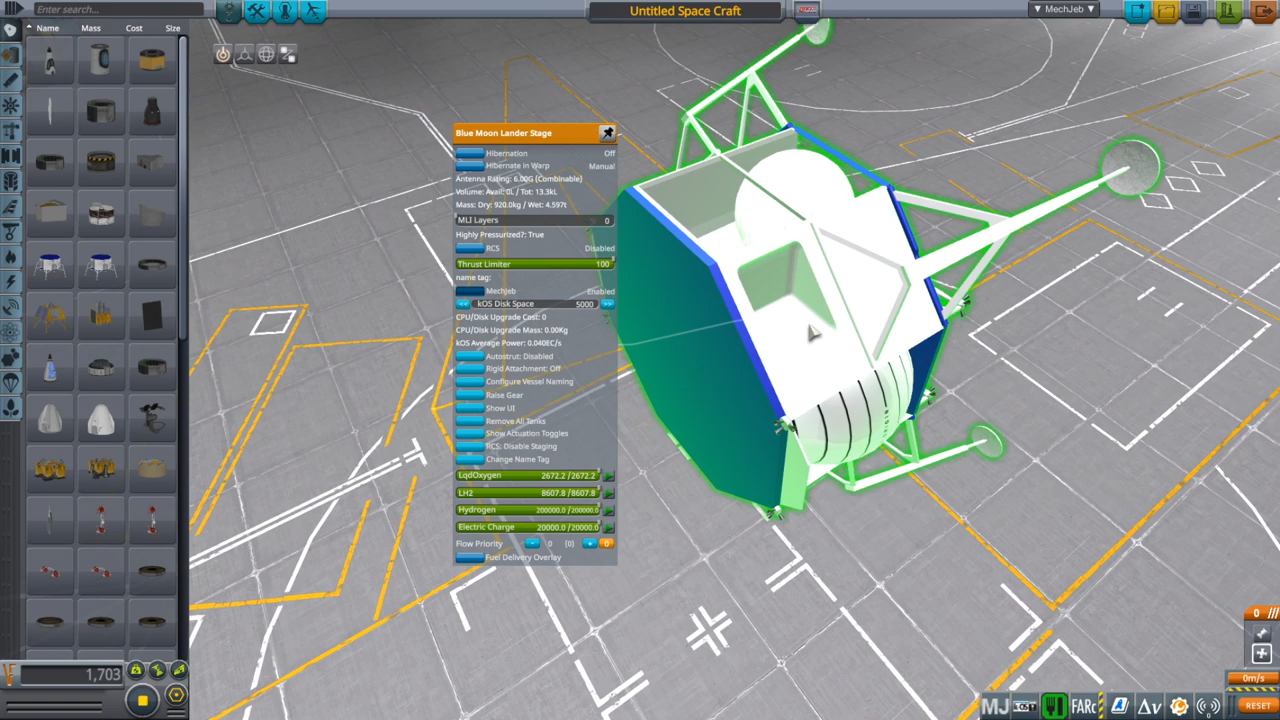 Enter search...
Untitled Space Craft
▼ MechJeb ▼
Name Mass Cost Size
Blue Moon Lander Stage
Hibernation Off
Hibernate in Warp Manual
Antenna Rating: 6.00G (Combinable)
Volume: Avail: 0L / Tot: 13.3kL
Mass: Dry: 920.0kg / Wet: 4.597t
MLI Layers 0
Highly Pressurized?: True
RCS Disabled
Thrust Limiter 100
name tag:
MechJeb Enabled
<< kOS Disk Space 5000 >>
CPU/Disk Upgrade Cost: 0
CPU/Disk Upgrade Mass: 0.00Kg
kOS Average Power: 0.040EC/s
Autostrut: Disabled
Rigid Attachment: Off
Configure Vessel Naming
Raise Gear
Show UI
Remove All Tanks
Show Actuation Toggles
RCS: Disable Staging
Change Name Tag
LqdOxygen 2672.2 /2672.2
LH2 8607.8 /8607.8
Hydrogen 200000.0 /200000.0
Electric Charge 20000.0 /20000.0
Flow Priority - 0 (0) + 0
Fuel Delivery Overlay
1,703
0
0m/s
MJ FARc Δv RESET